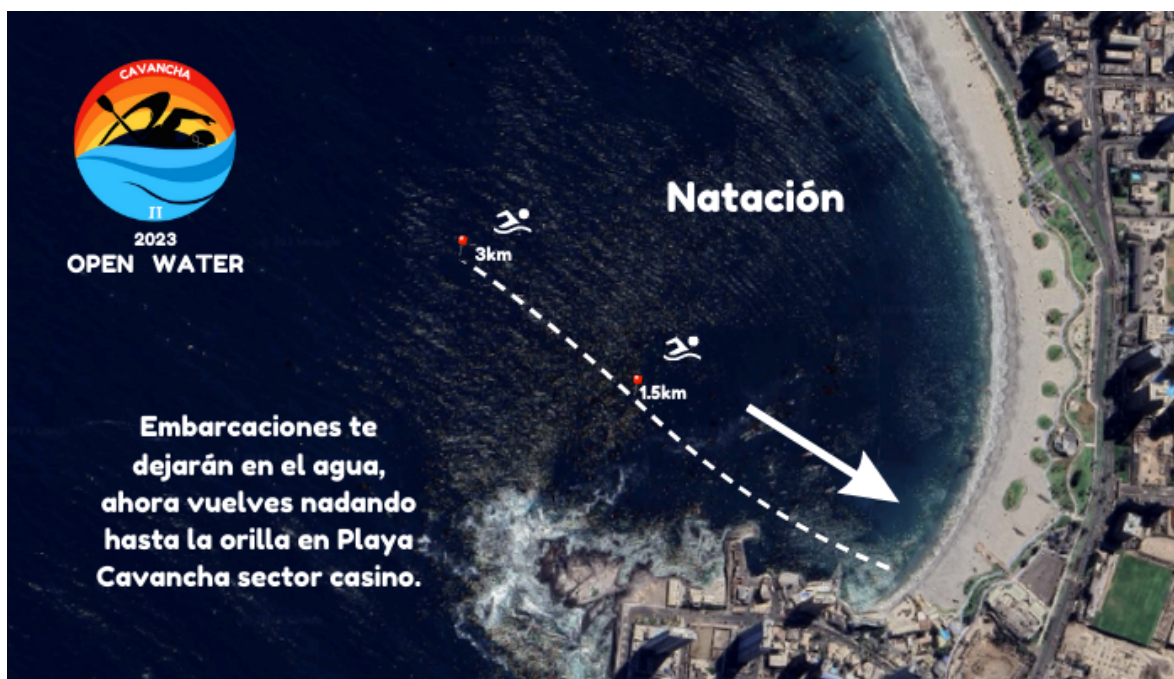 CAVANCHA
II
2023
OPEN WATER
Natación
3km
1.5km
Embarcaciones te
dejarán en el agua,
ahora vuelves nadando
hasta la orilla en Playa
Cavancha sector casino.